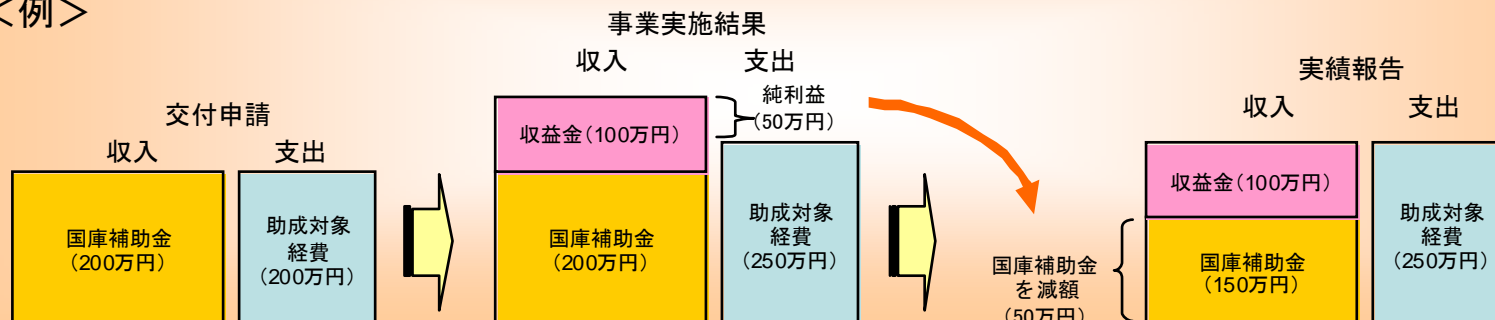 <例>
交付申請
収入
支出
国庫補助金
(200万円)
助成対象
経費
(200万円)
事業実施結果
収入
支出
純利益
(50万円)
収益金(100万円)
国庫補助金
(200万円)
助成対象
経費
(250万円)
実績報告
収入
支出
収益金(100万円)
国庫補助金
(150万円)
国庫補助金
を減額
(50万円)
助成対象
経費
(250万円)